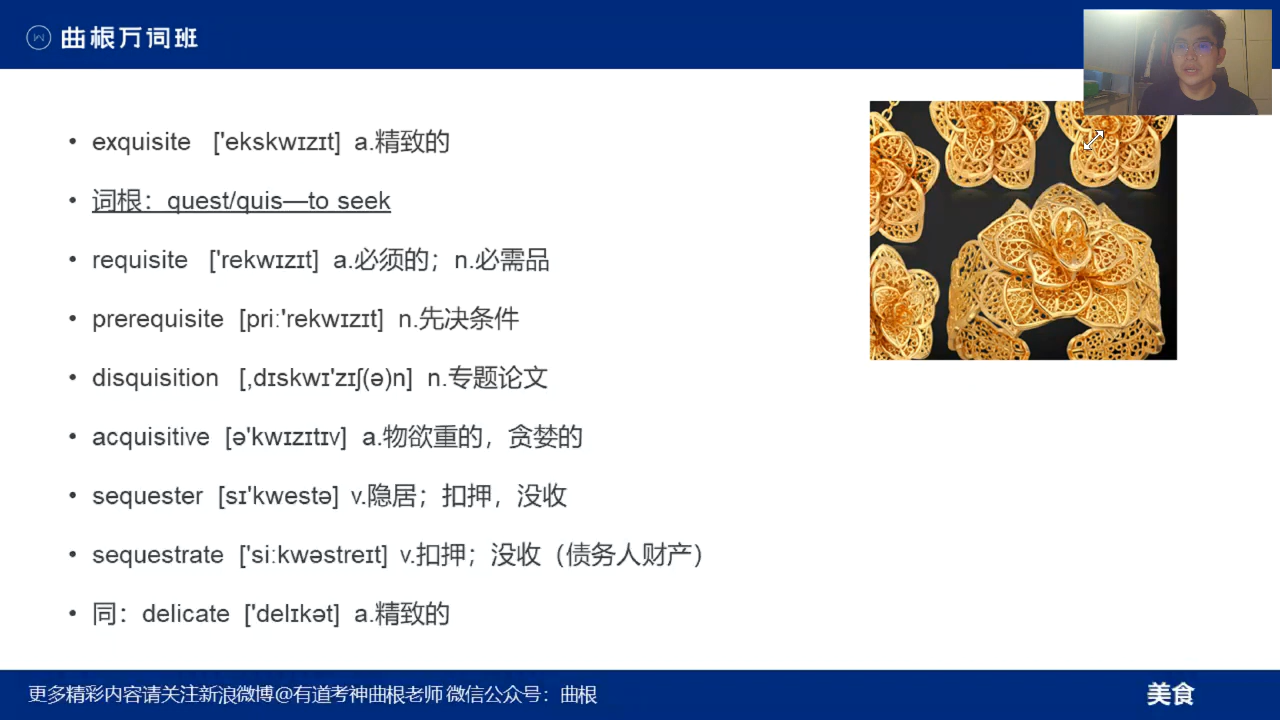 曲根万词班
exquisite ['ekskwɪzɪt] a.精致的
词根：quest/quis—to seek
requisite ['rekwɪzɪt] a.必须的；n.必需品
prerequisite [priː'rekwɪzɪt] n.先决条件
disquisition [ˌdɪskwɪ'zɪʃ(ə)n] n.专题论文
acquisitive [ə'kwɪzɪtɪv] a.物欲重的，贪婪的
sequester [sɪ'kwestə] v.隐居；扣押，没收
sequestrate ['siːkwəstreɪt] v.扣押；没收（债务人财产）
同：delicate ['delɪkət] a.精致的
更多精彩内容请关注新浪微博@有道考神曲根老师 微信公众号：曲根
美食